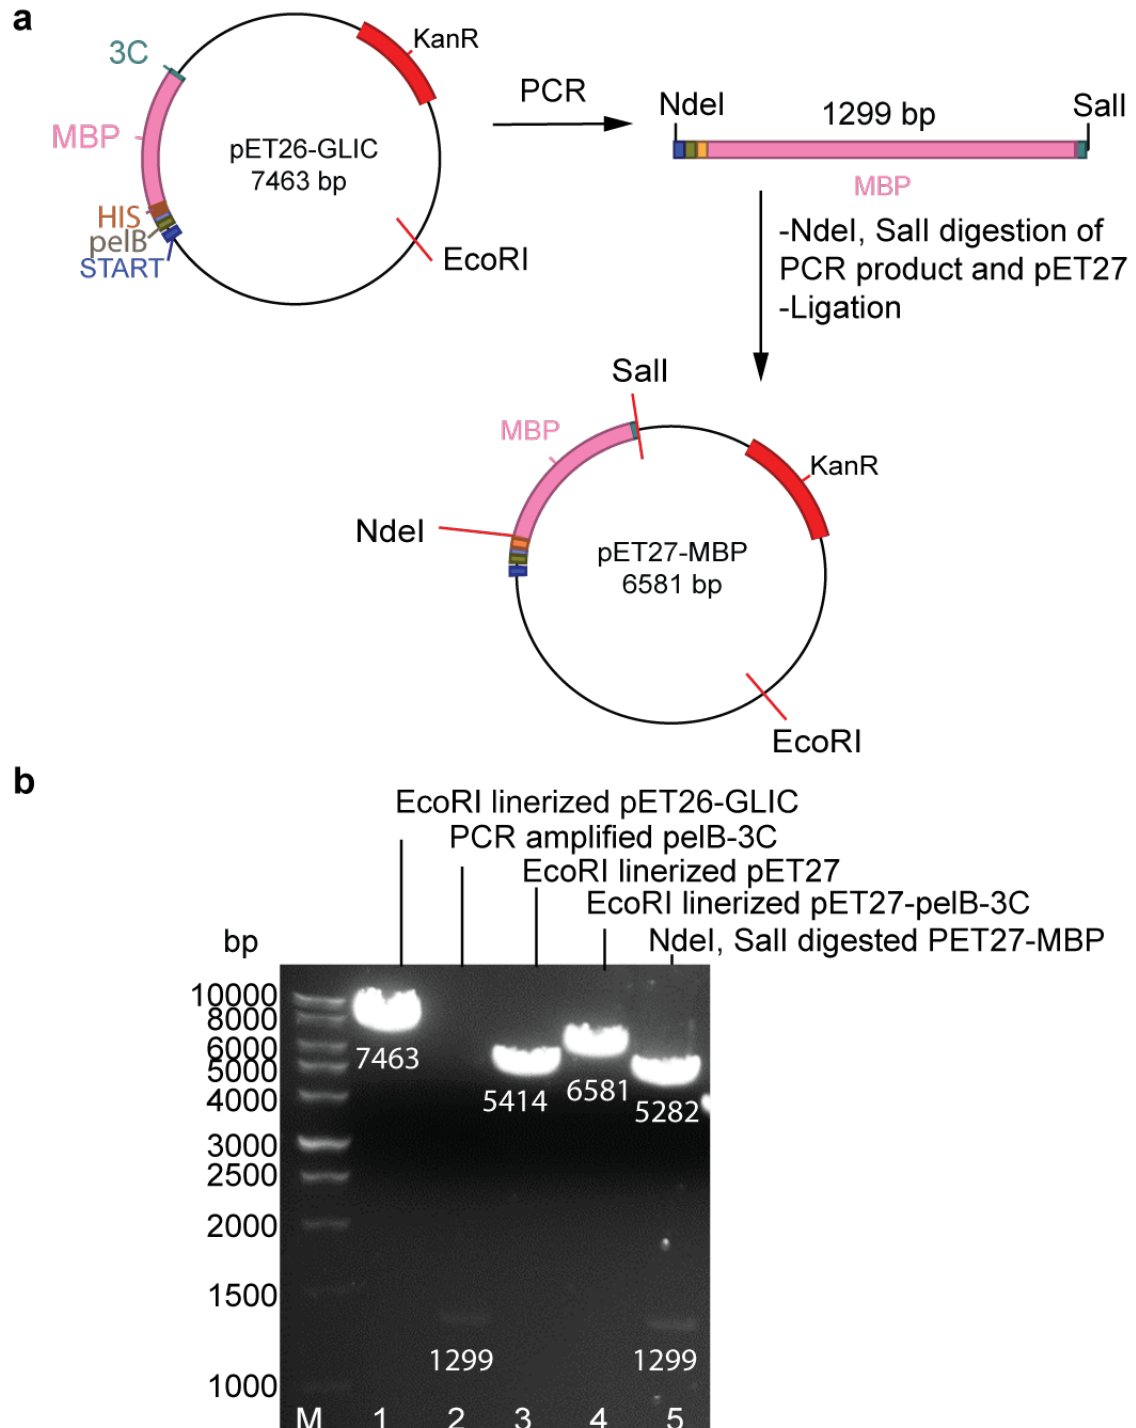 a
KanR
3C
PCR
NdeI
1299 bp
SalI
MBP
pET26-GLIC
7463 bp
MBP
HIS
pelB
START
EcoRI
-NdeI, SalI digestion of
PCR product and pET27
-Ligation
SalI
MBP
KanR
NdeI
pET27-MBP
6581 bp
EcoRI
b
EcoRI linerized pET26-GLIC
PCR amplified pelB-3C
EcoRI linerized pET27
EcoRI linerized pET27-pelB-3C
NdeI, SalI digested PET27-MBP
bp
10000
8000
6000
5000
4000
3000
2500
2000
1500
1000
7463
5414
6581
5282
1299
1299
M 1 2 3 4 5